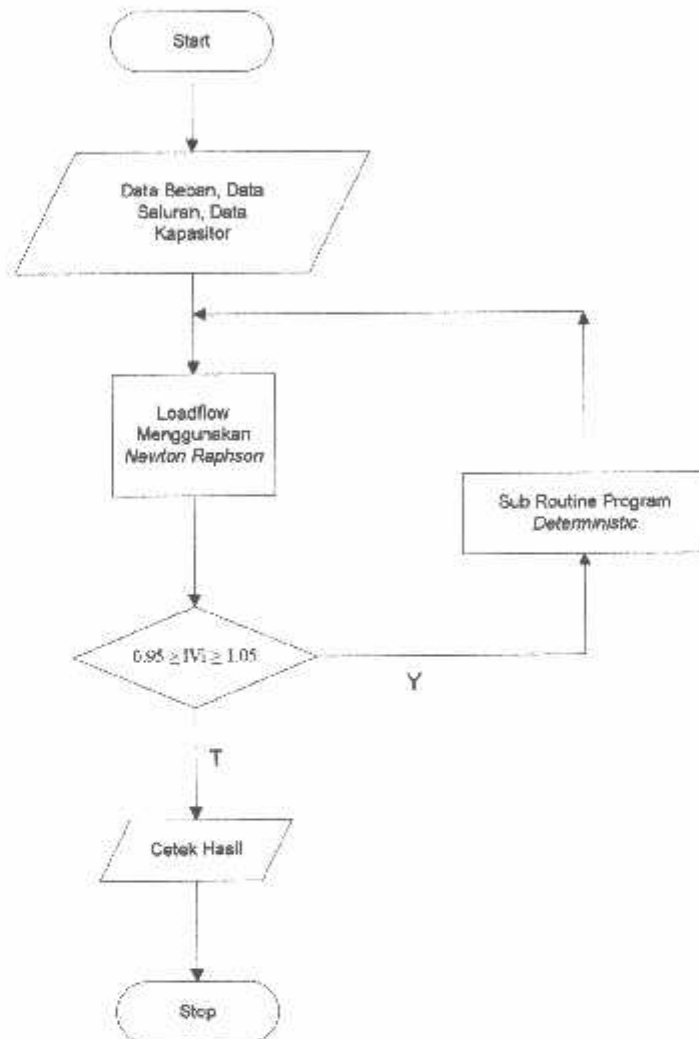 Start
Data Beban, Data
Saluran, Data
Kapasitor
Loadflow
Menggunakan
Newton Raphson
Sub Routine Program
Deterministic
0.95 ≥ IVi ≥ 1.05
Y
T
Cetak Hasil
Stop